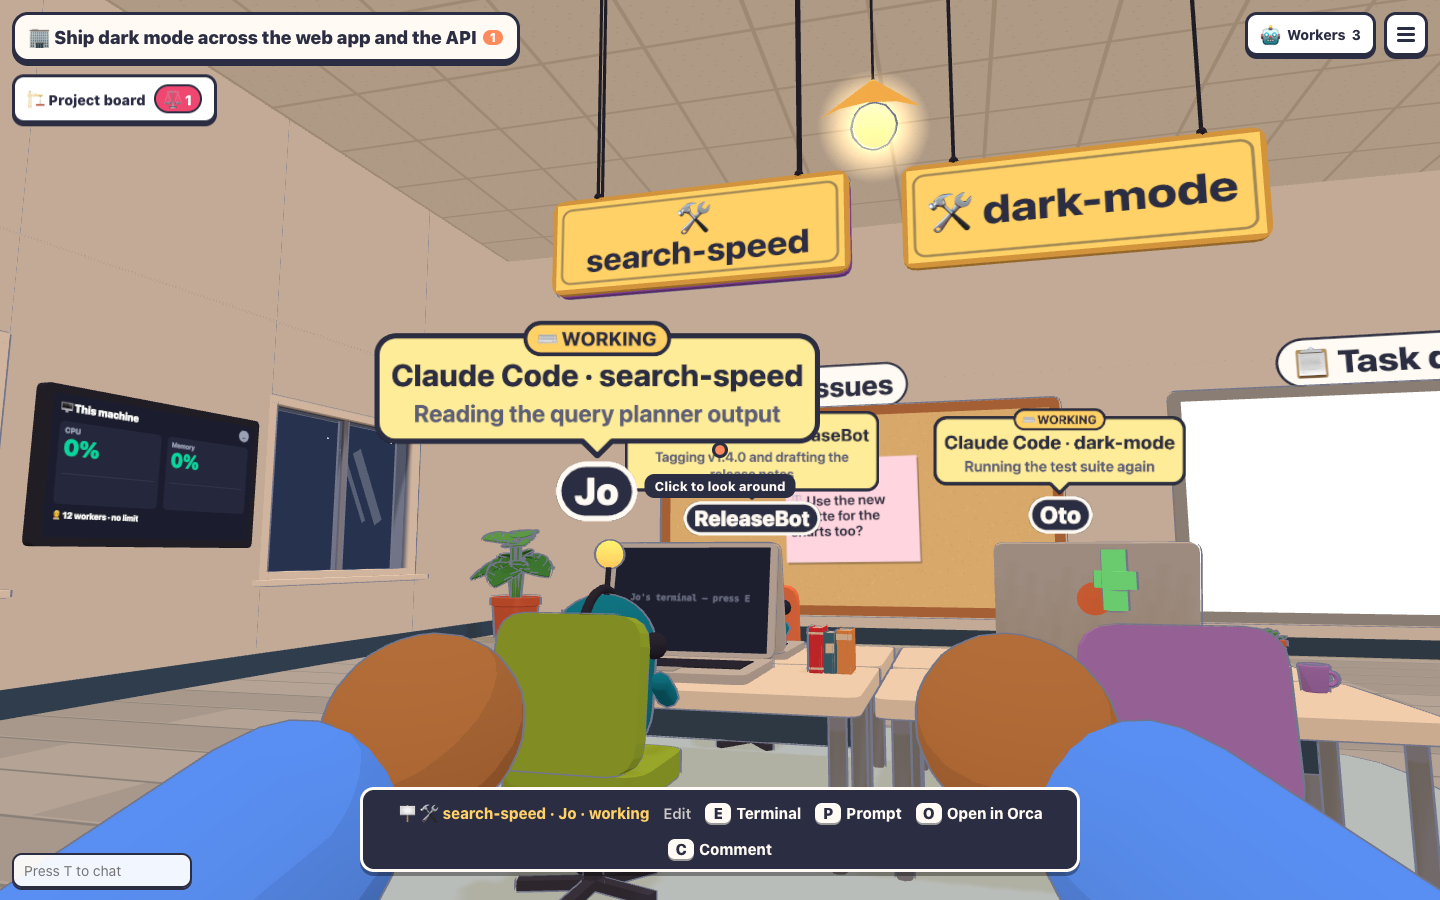 🏢 Ship dark mode across the web app and the API 1
Workers 3
Project board 1
search-speed
dark-mode
WORKING
Claude Code · search-speed
Reading the query planner output
Jo
This machine
CPU
0%
Memory
0%
12 workers · no limit
ssues
Task
aseBot
Tagging v1.4.0 and drafting the
release notes
Click to look around
ReleaseBot
Use the new
tte for the
arts too?
WORKING
Claude Code · dark-mode
Running the test suite again
Oto
Jo's terminal — press E
search-speed · Jo · working Edit E Terminal P Prompt O Open in Orca
C Comment
Press T to chat